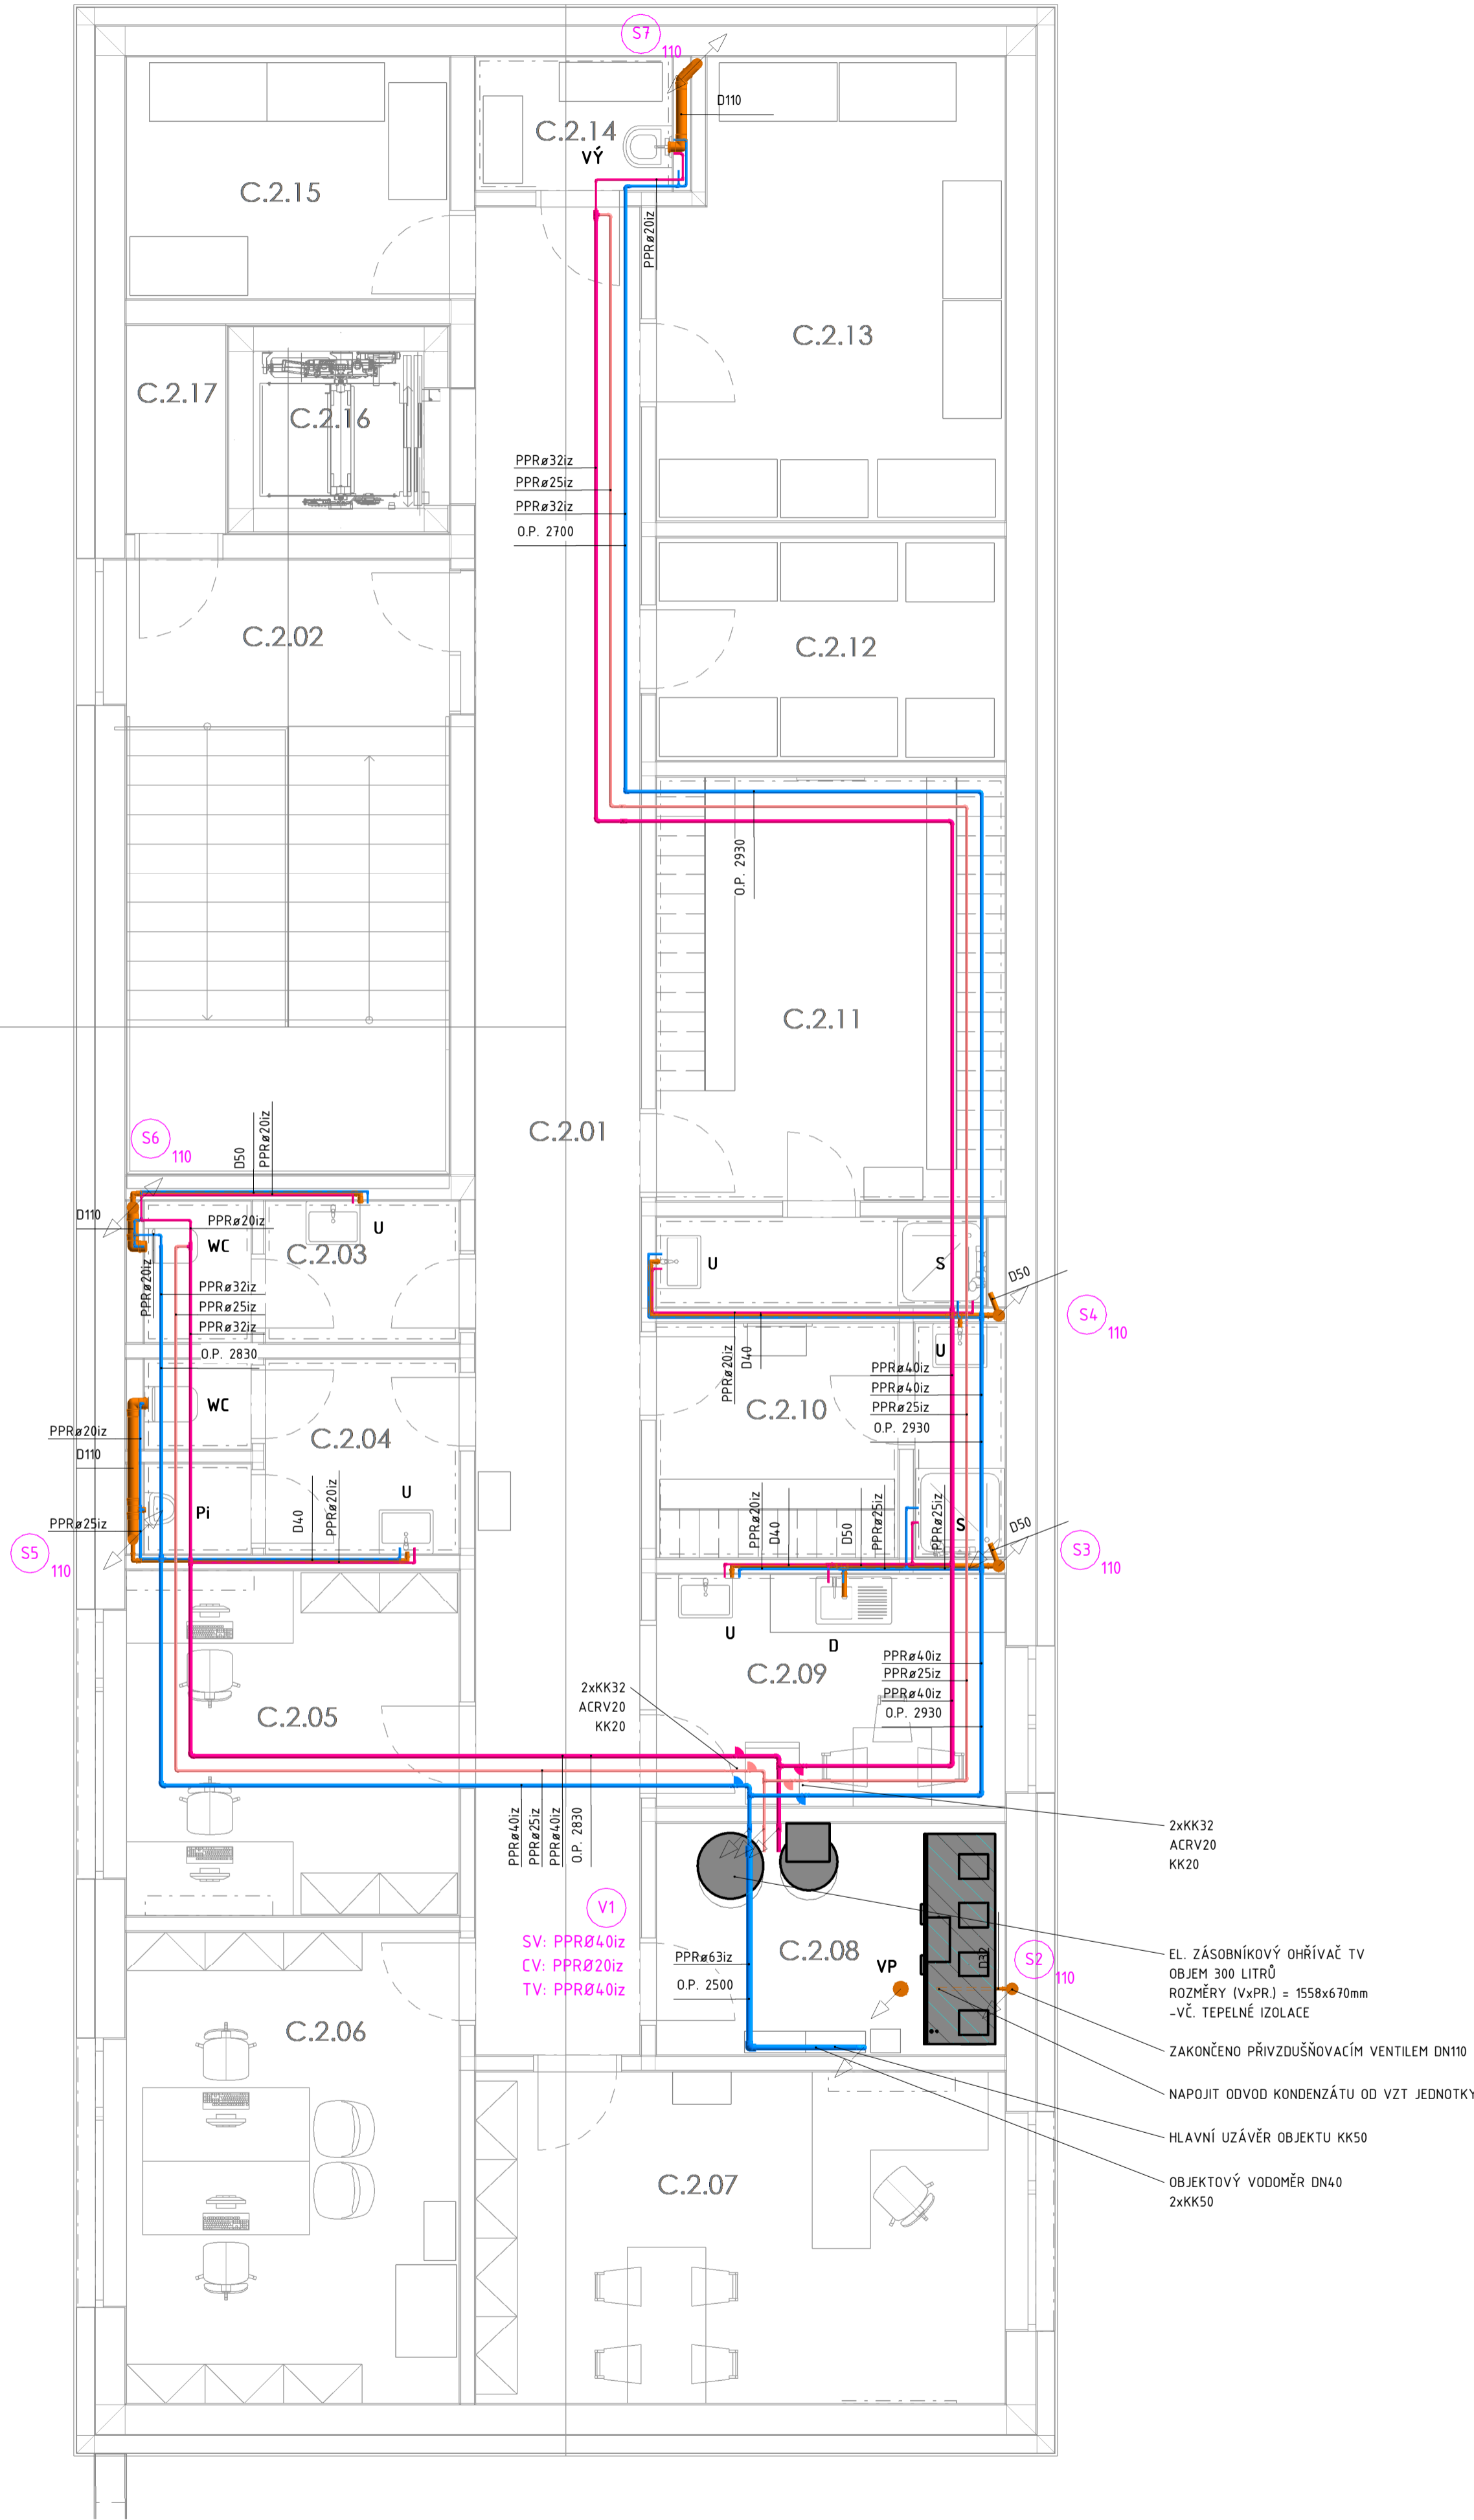 S7
110
D110
C.2.14
VÝ
C.2.15
PPRø20iz
C.2.13
C.2.17
C.2.16
PPRø32iz
PPRø25iz
PPRø32iz
O.P. 2700
C.2.02
C.2.12
O.P. 2930
C.2.11
C.2.01
S6
110
D50
PPRø20iz
D110
PPRø20iz
U
WC
C.2.03
PPRø20iz
PPRø32iz
PPRø25iz
PPRø32iz
O.P. 2830
U
S
D50
S4
110
PPRø20iz
D40
U
PPRø40iz
PPRø40iz
PPRø25iz
O.P. 2930
C.2.10
WC
C.2.04
PPRø20iz
D110
PPRø25iz
Pi
D40
PPRø20iz
U
S5
110
PPRø20iz
D40
D50
PPRø25iz
PPRø25iz
S
D50
S3
110
U
D
C.2.09
PPRø40iz
PPRø25iz
PPRø40iz
O.P. 2930
2xKK32
ACRV20
KK20
C.2.05
PPRø40iz
PPRø25iz
PPRø40iz
O.P. 2830
2xKK32
ACRV20
KK20
V1
SV: PPRØ40iz
CV: PPRØ20iz
TV: PPRØ40iz
PPRø63iz
O.P. 2500
C.2.08
VP
D32
S2
110
EL. ZÁSOBNÍKOVÝ OHŘÍVAČ TV
OBJEM 300 LITRŮ
ROZMĚRY (VxPR.) = 1558x670mm
-VČ. TEPELNÉ IZOLACE
C.2.06
ZAKONČENO PŘIVZDUŠŇOVACÍM VENTILEM DN110
NAPOJIT ODVOD KONDENZÁTU OD VZT JEDNOTKY
HLAVNÍ UZÁVĚR OBJEKTU KK50
C.2.07
OBJEKTOVÝ VODOMĚR DN40
2xKK50